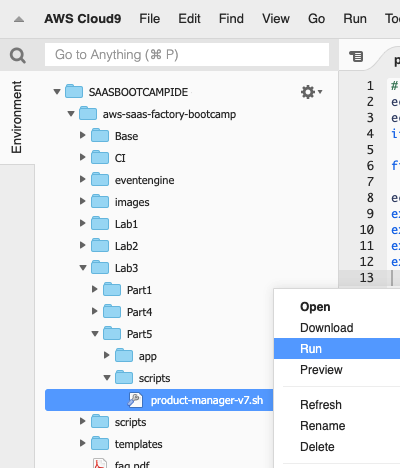 AWS Cloud9 File Edit Find View Go Run
Go to Anything (⌘ P)
Environment
SAASBOOTCAMPIDE
aws-saas-factory-bootcamp
Base
CI
eventengine
images
Lab1
Lab2
Lab3
Part1
Part4
Part5
app
scripts
product-manager-v7.sh
scripts
templates
faq.pdf
1 #
2
3
4
5
6
7
8
9
10
11
12
13
Open
Download
Run
Preview
Refresh
Rename
Delete